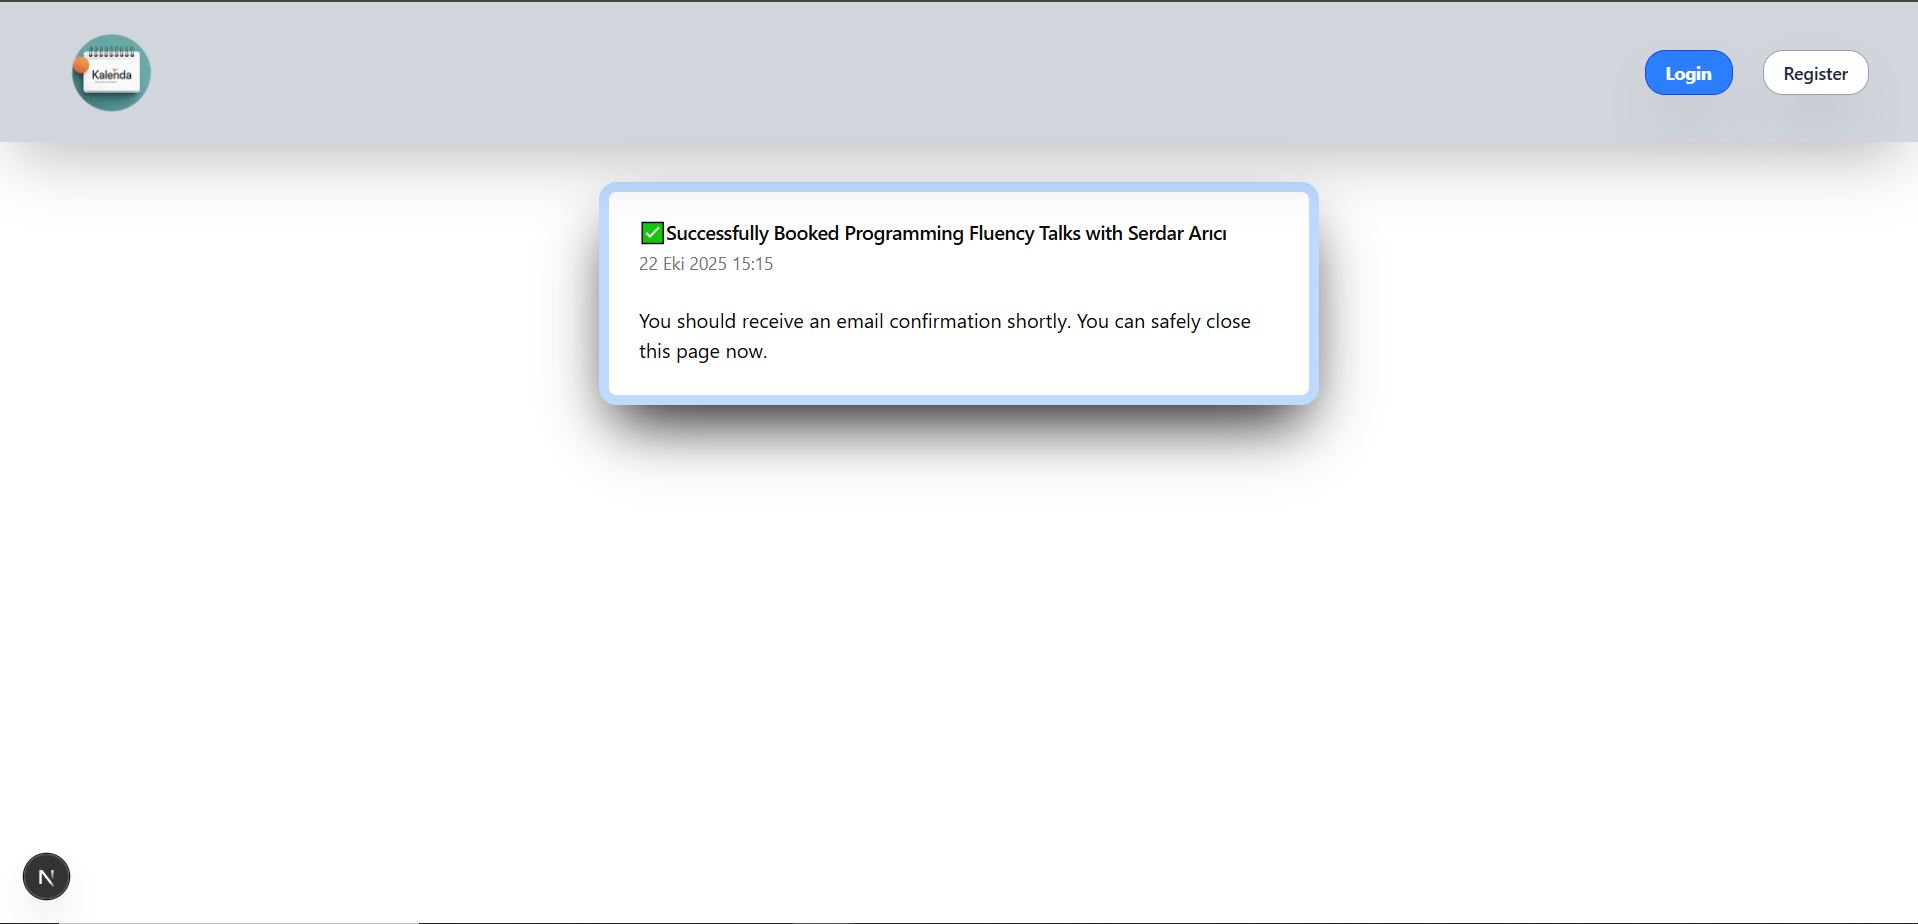 Kalenda
Login
Register
✅Successfully Booked Programming Fluency Talks with Serdar Arıcı
22 Eki 2025 15:15
You should receive an email confirmation shortly. You can safely close
this page now.
N